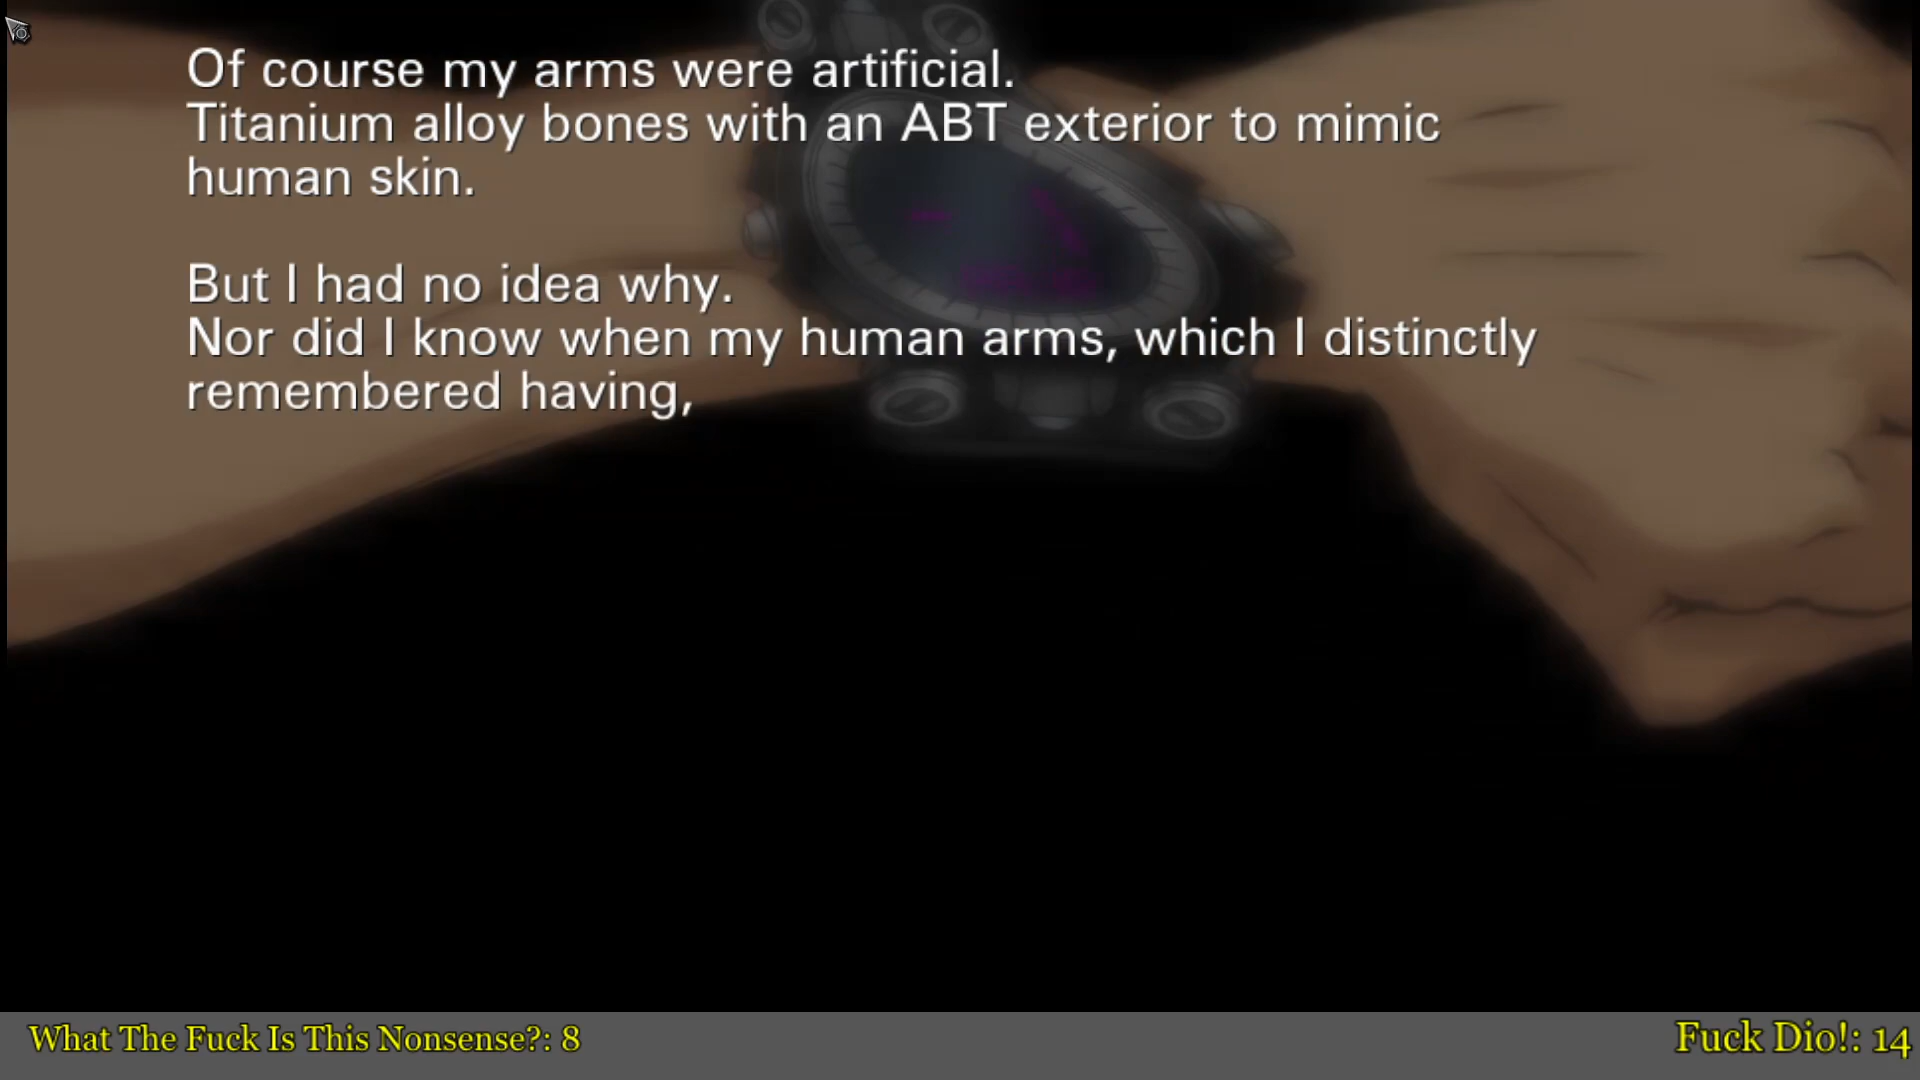 Of course my arms were artificial.
Titanium alloy bones with an ABT exterior to mimic
human skin.
But I had no idea why.
Nor did I know when my human arms, which I distinctly
remembered having,
What The Fuck Is This Nonsense?: 8
Fuck Dio!: 14